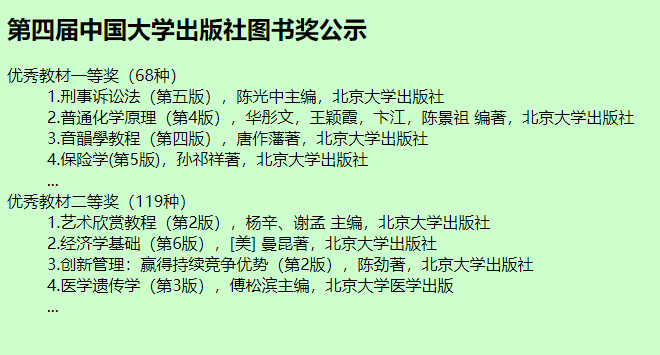 第四届中国大学出版社图书奖公示
优秀教材一等奖（68种）
1.刑事诉讼法（第五版），陈光中主编，北京大学出版社
2.普通化学原理（第4版），华彤文，王颖霞，卞江，陈景祖 编著，北京大学出版社
3.音韻學教程（第四版），唐作藩著，北京大学出版社
4.保险学(第5版)，孙祁祥著，北京大学出版社
...
优秀教材二等奖（119种）
1.艺术欣赏教程（第2版），杨辛、谢孟 主编，北京大学出版社
2.经济学基础（第6版），[美] 曼昆著，北京大学出版社
3.创新管理：赢得持续竞争优势（第2版），陈劲著，北京大学出版社
4.医学遗传学（第3版），傅松滨主编，北京大学医学出版
...